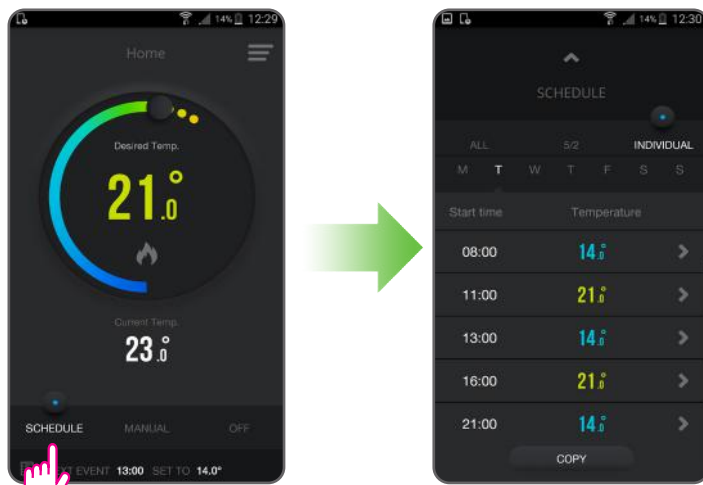 14% 12:29
Home
Desired Temp.
21.0°
Current Temp.
23.0°
SCHEDULE MANUAL OFF
EVENT 13:00 SET TO 14.0°
14% 12:30
SCHEDULE
ALL 5/2 INDIVIDUAL
M T W T F S S
Start time Temperature
08:00 14.0°
11:00 21.0°
13:00 14.0°
16:00 21.0°
21:00 14.0°
COPY